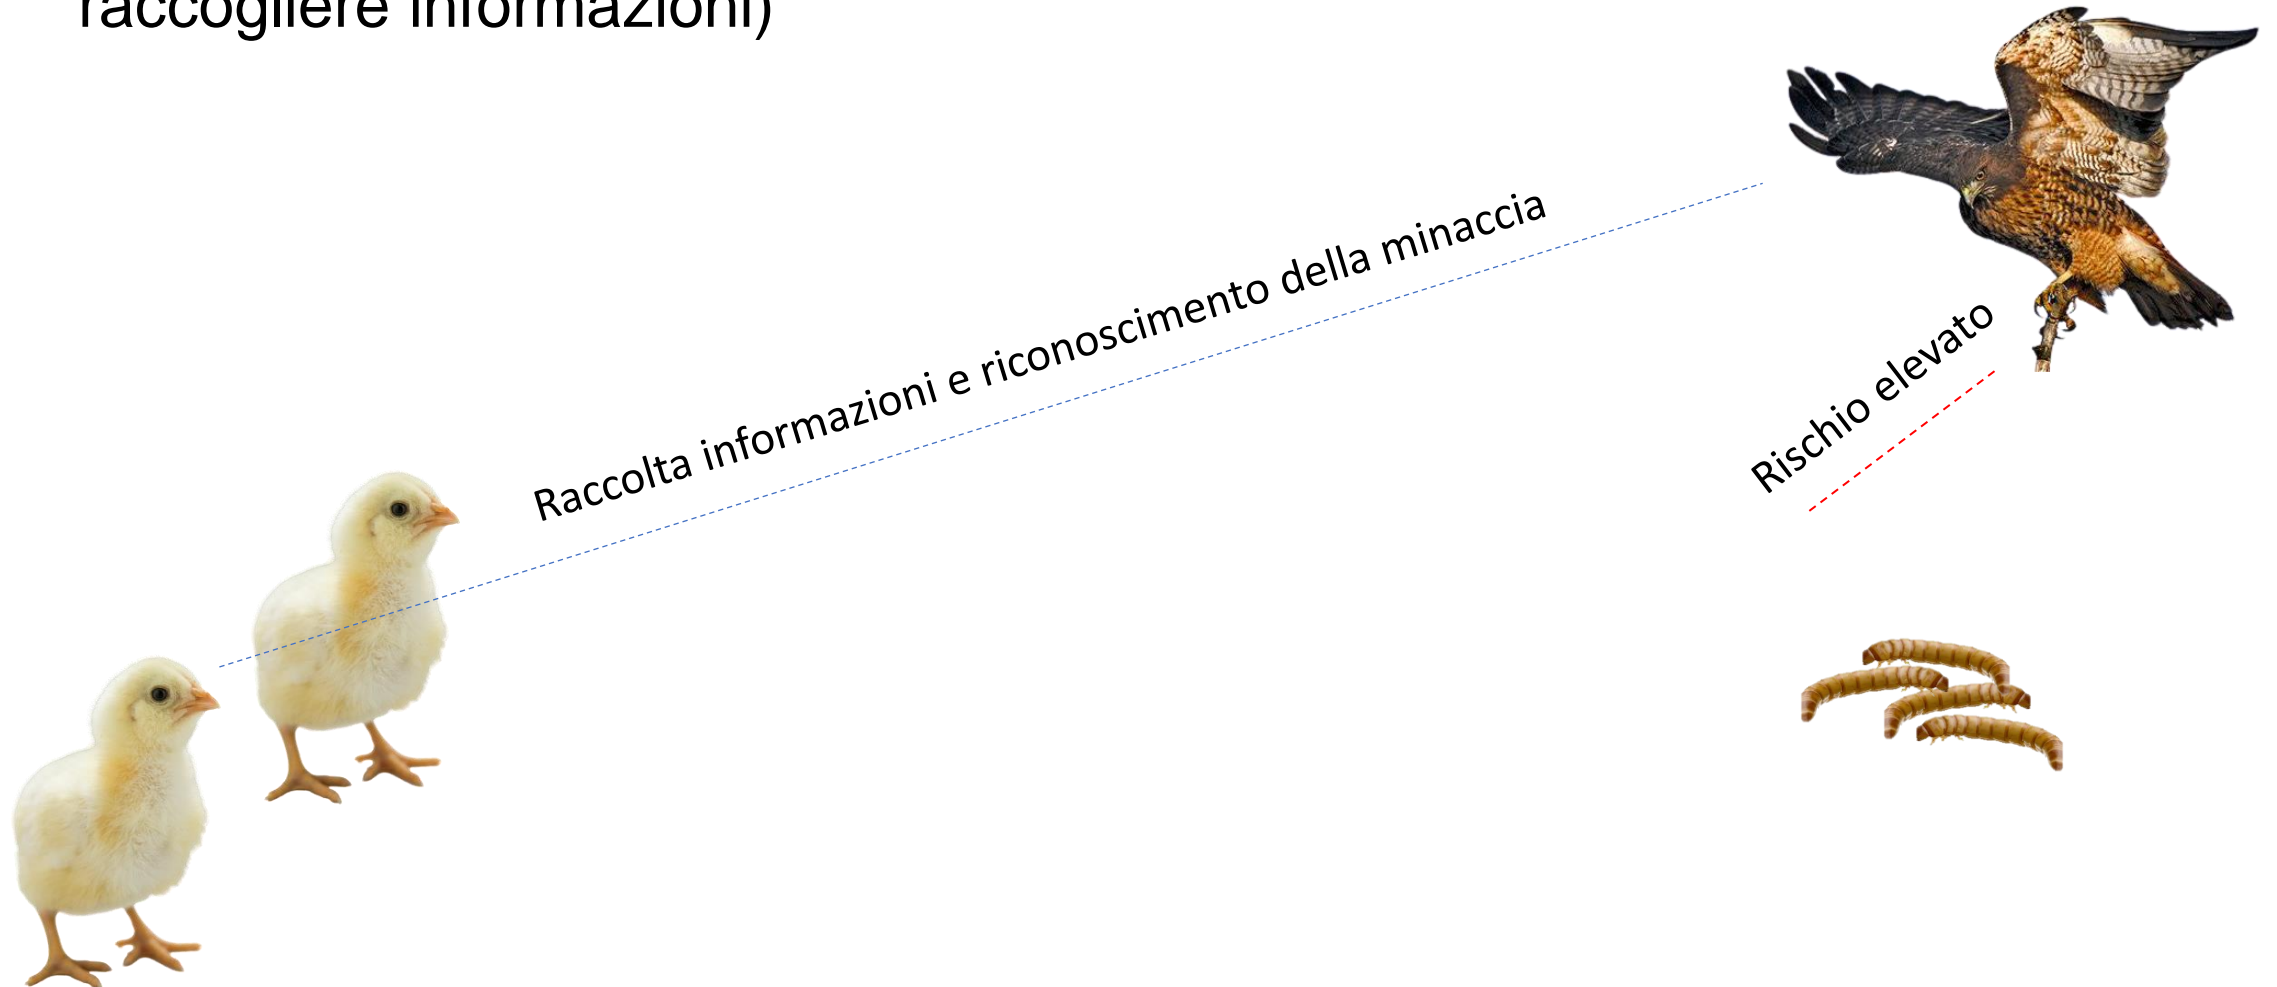 raccogliere informazioni)
Raccolta informazioni e riconoscimento della minaccia
Rischio elevato